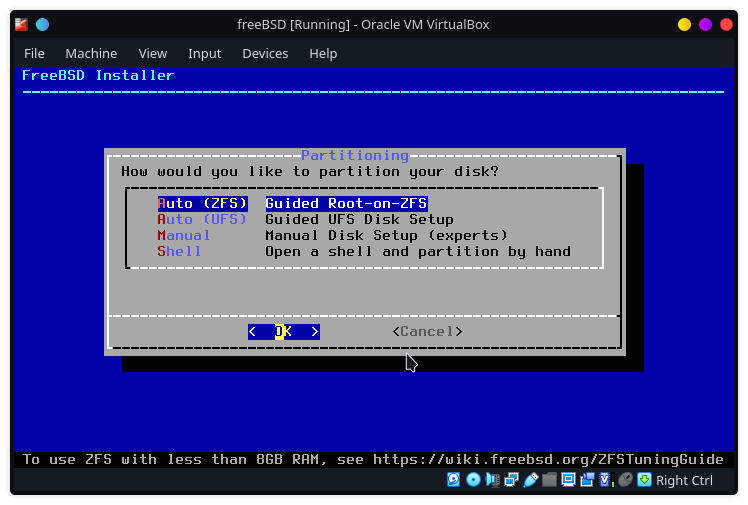 freeBSD [Running] - Oracle VM VirtualBox
File Machine View Input Devices Help
FreeBSD Installer
Partitioning
How would you like to partition your disk?
Auto (ZFS) Guided Root-on-ZFS
Auto (UFS) Guided UFS Disk Setup
Manual Manual Disk Setup (experts)
Shell Open a shell and partition by hand
< OK > <Cancel>
To use ZFS with less than 8GB RAM, see https://wiki.freebsd.org/ZFSTuningGuide
Right Ctrl